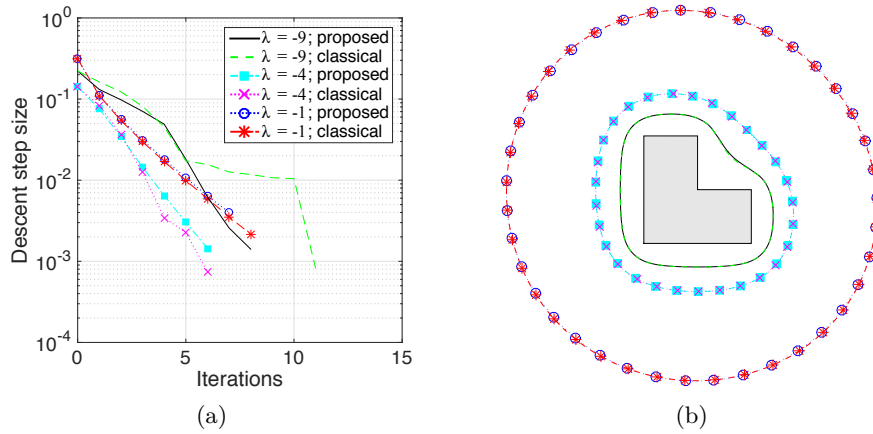 10^0
10^-1
10^-2
10^-3
10^-4
Descent step size
0 5 10 15
Iterations
λ = -9; proposed
λ = -9; classical
λ = -4; proposed
λ = -4; classical
λ = -1; proposed
λ = -1; classical
(a)
(b)